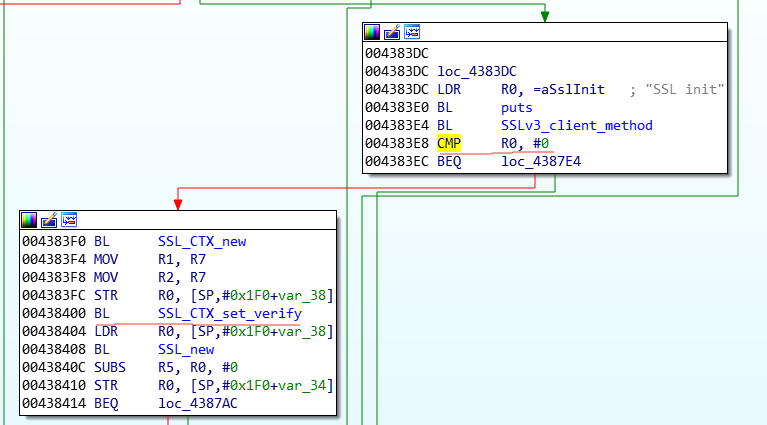 004383DC
004383DC loc_4383DC
004383DC LDR R0, =aSslInit ; "SSL init"
004383E0 BL puts
004383E4 BL SSLv3_client_method
004383E8 CMP R0, #0
004383EC BEQ loc_4387E4
004383F0 BL SSL_CTX_new
004383F4 MOV R1, R7
004383F8 MOV R2, R7
004383FC STR R0, [SP,#0x1F0+var_38]
00438400 BL SSL_CTX_set_verify
00438404 LDR R0, [SP,#0x1F0+var_38]
00438408 BL SSL_new
0043840C SUBS R5, R0, #0
00438410 STR R0, [SP,#0x1F0+var_34]
00438414 BEQ loc_4387AC